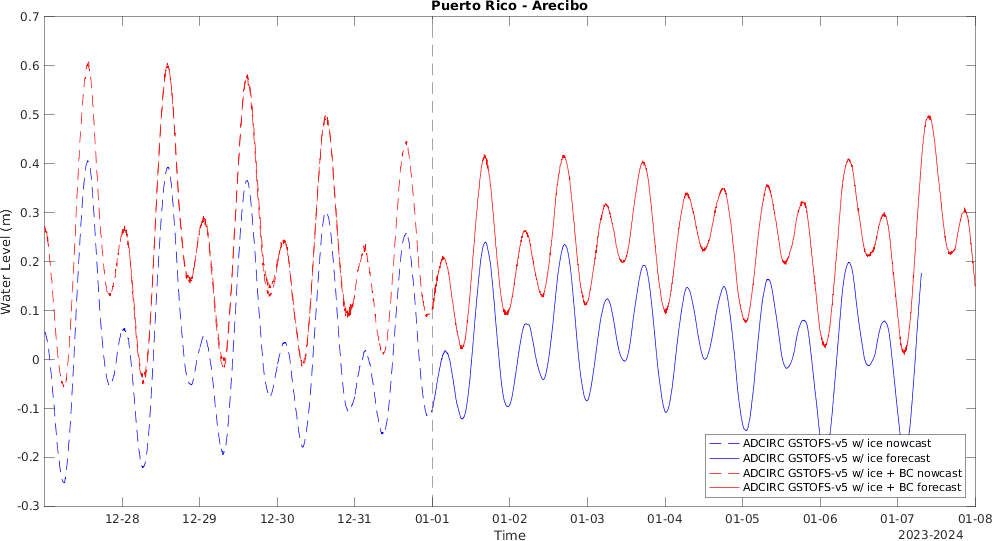 Puerto Rico - Arecibo
0.7
0.6
0.5
0.4
0.3
0.2
0.1
0
-0.1
-0.2
-0.3
Water Level (m)
ADCIRC GSTOFS-v5 w/ ice nowcast
ADCIRC GSTOFS-v5 w/ ice forecast
ADCIRC GSTOFS-v5 w/ ice + BC nowcast
ADCIRC GSTOFS-v5 w/ ice + BC forecast
12-28 12-29 12-30 12-31 01-01 01-02 01-03 01-04 01-05 01-06 01-07 01-08
Time
2023-2024